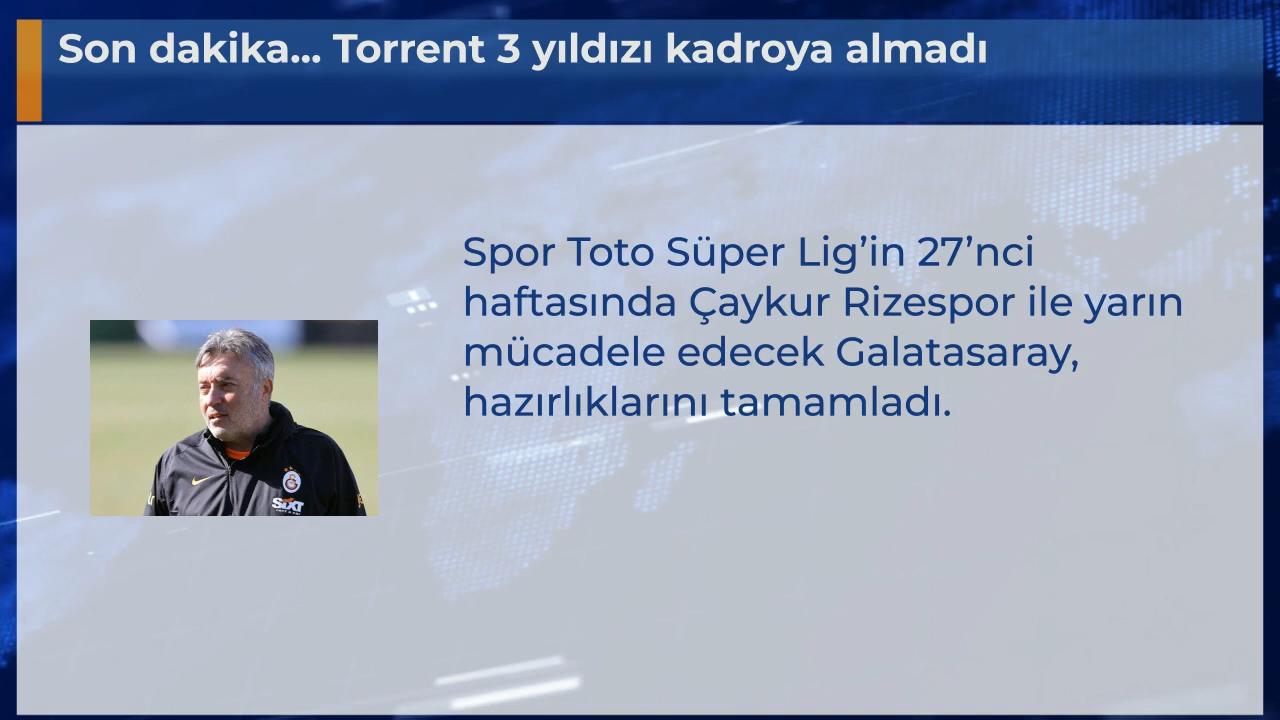 Son dakika... Torrent 3 yıldızı kadroya almadı
Spor Toto Süper Lig’in 27’nci
haftasında Çaykur Rizespor ile yarın
mücadele edecek Galatasaray,
hazırlıklarını tamamladı.
SIXT